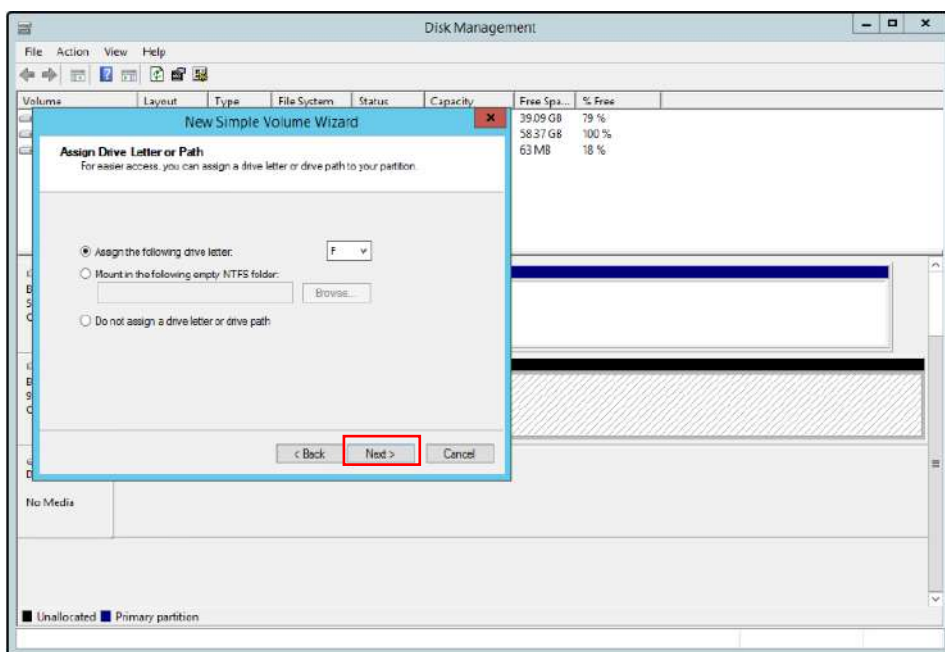 Disk Management
File Action View Help
Volume Layout Type File System Status Capacity Free Spa... % Free
39.09 GB 79 %
58.37 GB 100 %
63 MB 18 %
New Simple Volume Wizard
Assign Drive Letter or Path
For easier access, you can assign a drive letter or drive path to your partition.
Assign the following drive letter: F
Mount in the following empty NTFS folder:
Browse...
Do not assign a drive letter or drive path
< Back Next > Cancel
No Media
Unallocated Primary partition